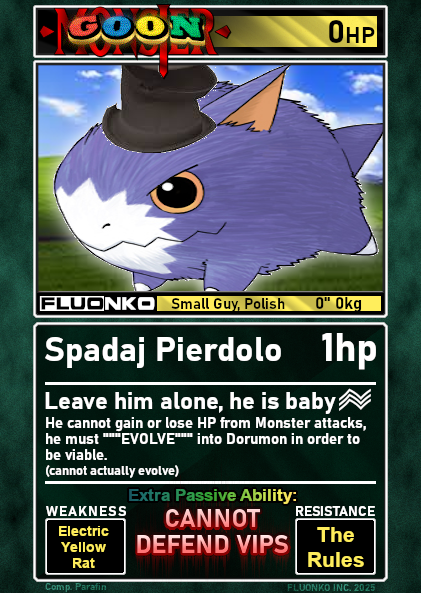 GOON
MONSTER
0HP
FLUONKO
Small Guy, Polish
0" 0kg
Spadaj Pierdolo
1hp
Leave him alone, he is baby
He cannot gain or lose HP from Monster attacks,
he must """EVOLVE""" into Dorumon in order to
be viable.
(cannot actually evolve)
Extra Passive Ability:
WEAKNESS
Electric
Yellow
Rat
CANNOT
DEFEND VIPS
RESISTANCE
The
Rules
Comp. Parafin
FLUONKO INC. 2025